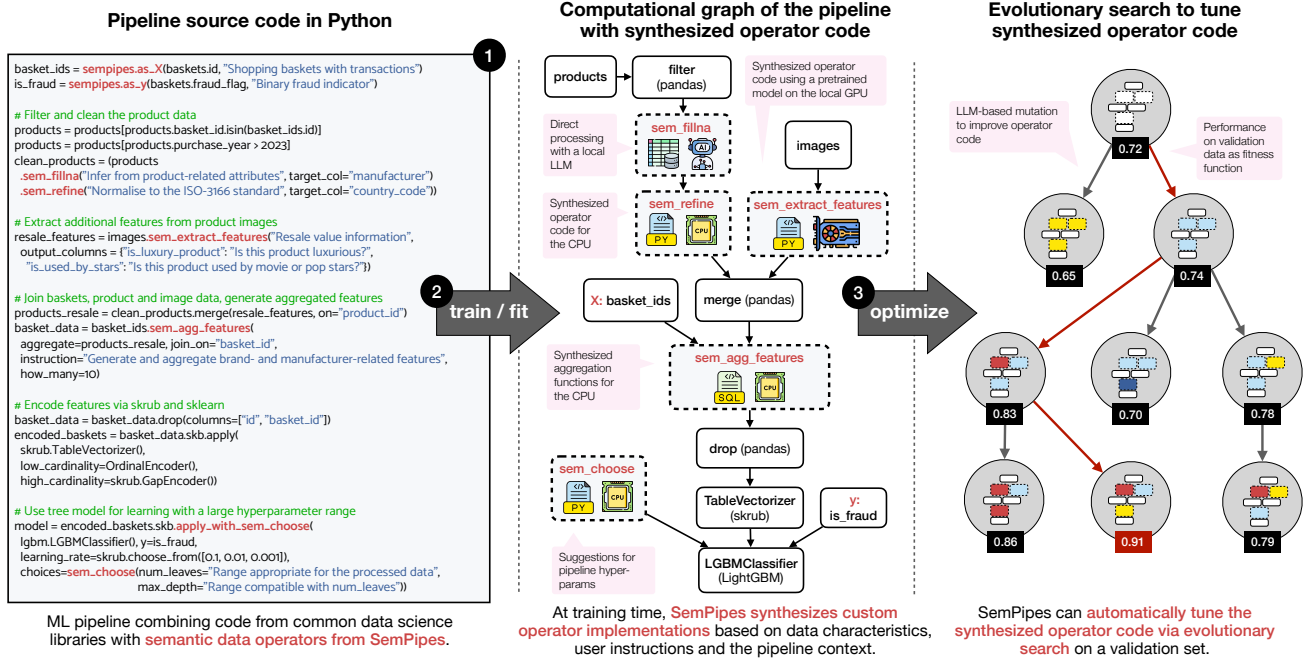 Pipeline source code in Python
1
basket_ids = sempipes.as_X(baskets.id, "Shopping baskets with transactions")
is_fraud = sempipes.as_y(baskets.fraud_flag, "Binary fraud indicator")
# Filter and clean the product data
products = products[products.basket_id.isin(basket_ids.id)]
products = products[products.purchase_year > 2023]
clean_products = (products
.sem_fillna("Infer from product-related attributes", target_col="manufacturer")
.sem_refine("Normalise to the ISO-3166 standard", target_col="country_code"))
# Extract additional features from product images
resale_features = images.sem_extract_features("Resale value information",
output_columns = {"is_luxury_product": "Is this product luxurious?",
"is_used_by_stars": "Is this product used by movie or pop stars?"})
# Join baskets, product and image data, generate aggregated features
products_resale = clean_products.merge(resale_features, on="product_id")
basket_data = basket_ids.sem_agg_features(
aggregate=products_resale, join_on="basket_id",
instruction="Generate and aggregate brand- and manufacturer-related features",
how_many=10)
# Encode features via skrub and sklearn
basket_data = basket_data.drop(columns=["id", "basket_id"])
encoded_baskets = basket_data.skb.apply(
skrub.TableVectorizer(),
low_cardinality=OrdinalEncoder(),
high_cardinality=skrub.GapEncoder())
# Use tree model for learning with a large hyperparameter range
model = encoded_baskets.skb.apply_with_sem_choose(
lgbm.LGBMClassifier(), y=is_fraud,
learning_rate=skrub.choose_from([0.1, 0.01, 0.001]),
choices=sem_choose(num_leaves="Range appropriate for the processed data",
max_depth="Range compatible with num_leaves"))
ML pipeline combining code from common data science
libraries with semantic data operators from SemPipes.
2
train / fit
Computational graph of the pipeline
with synthesized operator code
products
filter
(pandas)
Synthesized operator
code using a pretrained
model on the local GPU
Direct
processing
with a local
LLM
sem_fillna
AI
images
Synthesized
operator
code for the
CPU
sem_refine
PY
CPU
sem_extract_features
PY
X: basket_ids
merge (pandas)
Synthesized
aggregation
functions for
the CPU
sem_agg_features
SQL
CPU
drop (pandas)
sem_choose
PY
CPU
TableVectorizer
(skrub)
y:
is_fraud
Suggestions for
pipeline hyper-
params
LGBMClassifier
(LightGBM)
At training time, SemPipes synthesizes custom
operator implementations based on data characteristics,
user instructions and the pipeline context.
3
optimize
Evolutionary search to tune
synthesized operator code
LLM-based mutation
to improve operator
code
Performance
on validation
data as fitness
function
0.72
0.65
0.74
0.83
0.70
0.78
0.86
0.91
0.79
SemPipes can automatically tune the
synthesized operator code via evolutionary
search on a validation set.